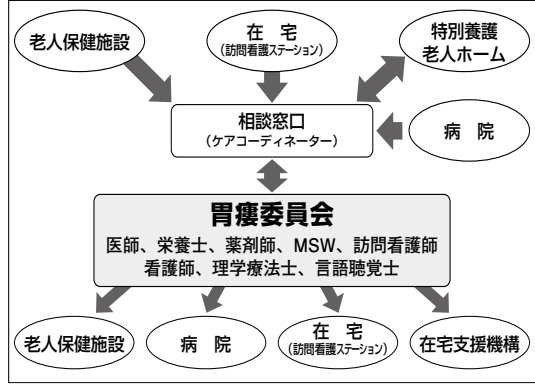 老人保健施設
在　宅
（訪問看護ステーション）
特別養護
老人ホーム
相談窓口
（ケアコーディネーター）
病　院
胃瘻委員会
医師、栄養士、薬剤師、MSW、訪問看護師
看護師、理学療法士、言語聴覚士
老人保健施設
病　院
在　宅
（訪問看護ステーション）
在宅支援機構